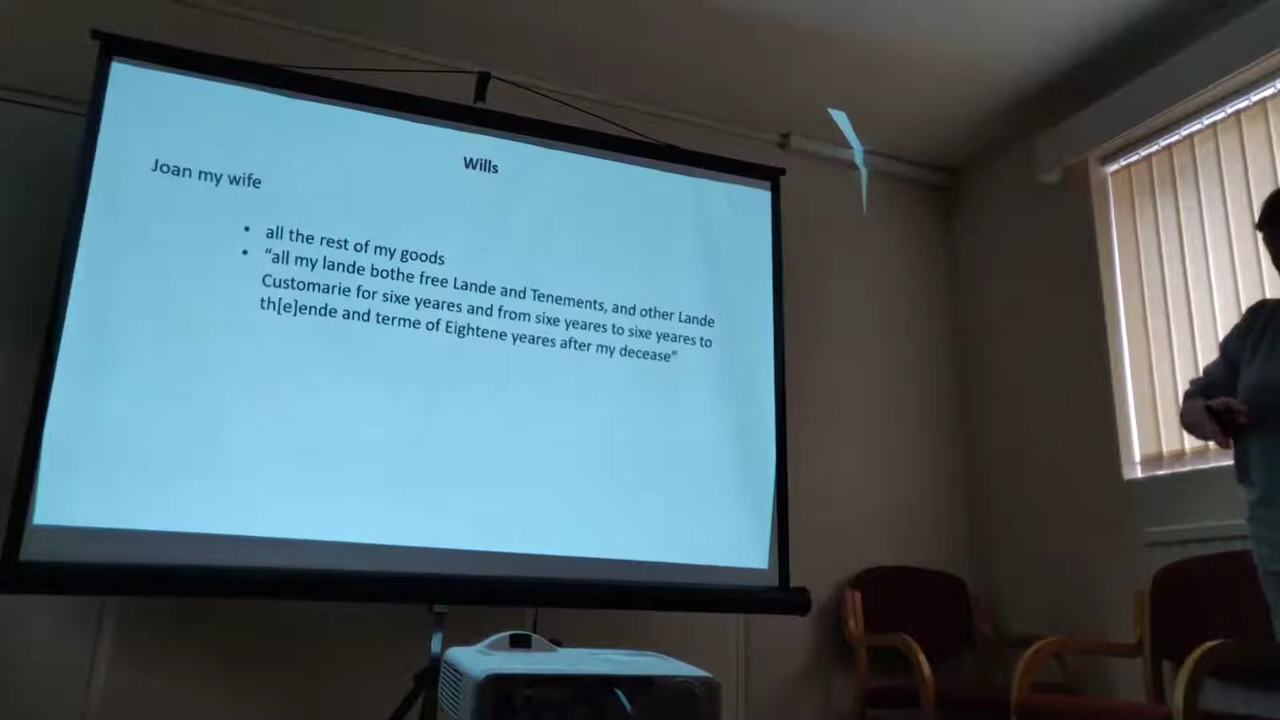 Wills
Joan my wife
• all the rest of my goods
• “all my lande bothe free Lande and Tenements, and other Lande
Customarie for sixe yeares and from sixe yeares to sixe yeares to
th[e]ende and terme of Eightene yeares after my decease”